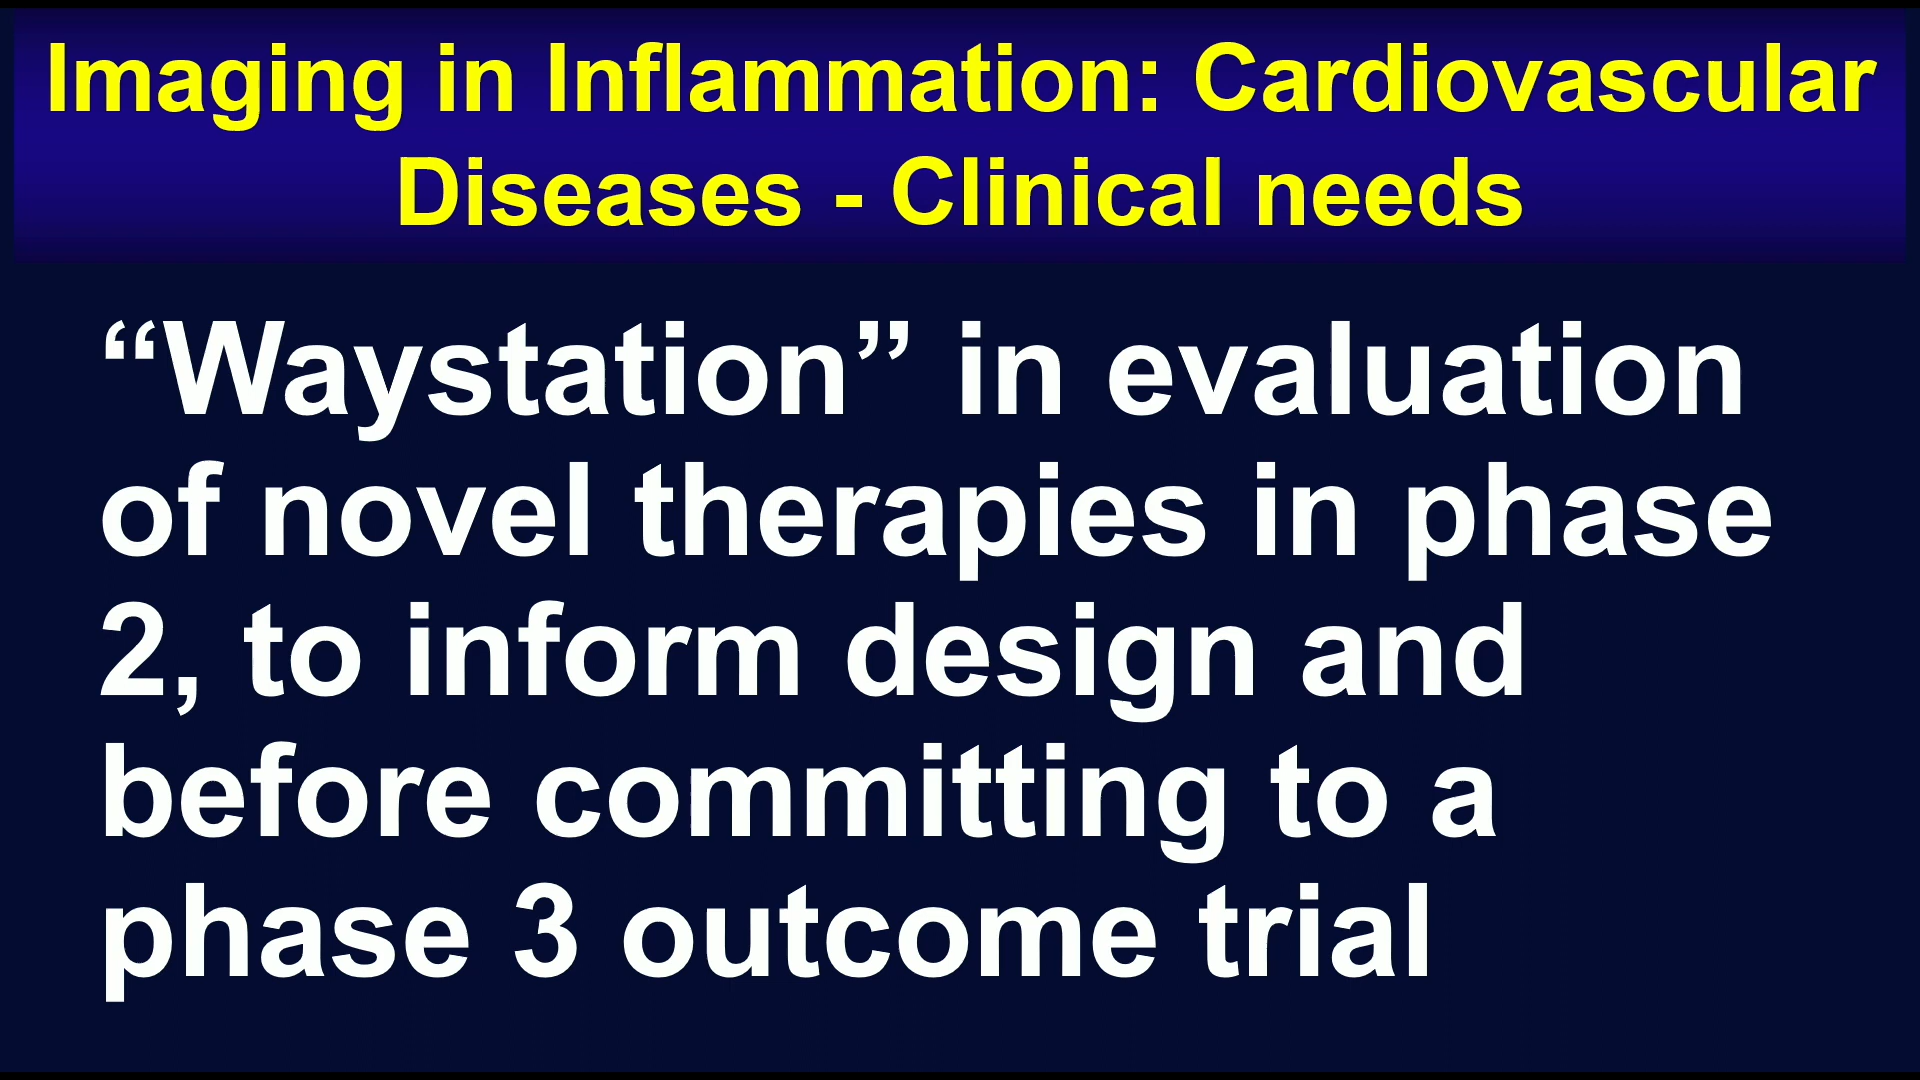 Imaging in Inflammation: Cardiovascular
Diseases - Clinical needs
“Waystation” in evaluation
of novel therapies in phase
2, to inform design and
before committing to a
phase 3 outcome trial